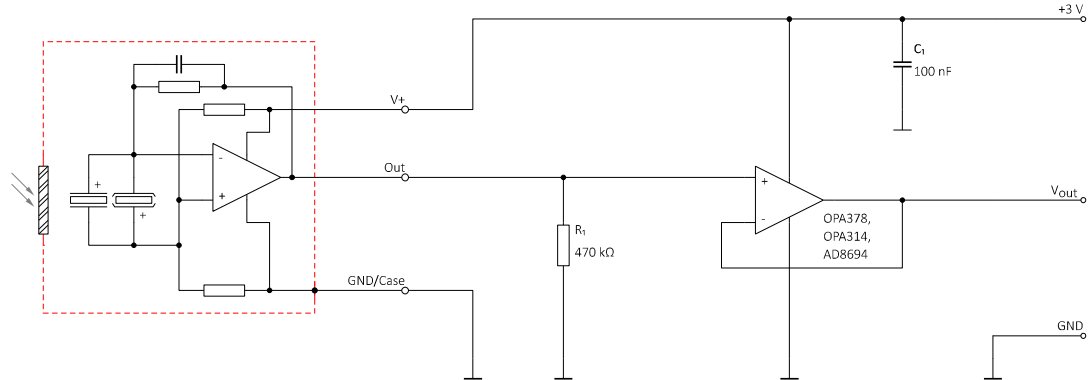 +3 V
C₁
100 nF
V+
-
+
+
+
Out
+
-
Vout
OPA378,
OPA314,
AD8694
R₁
470 kΩ
GND/Case
GND